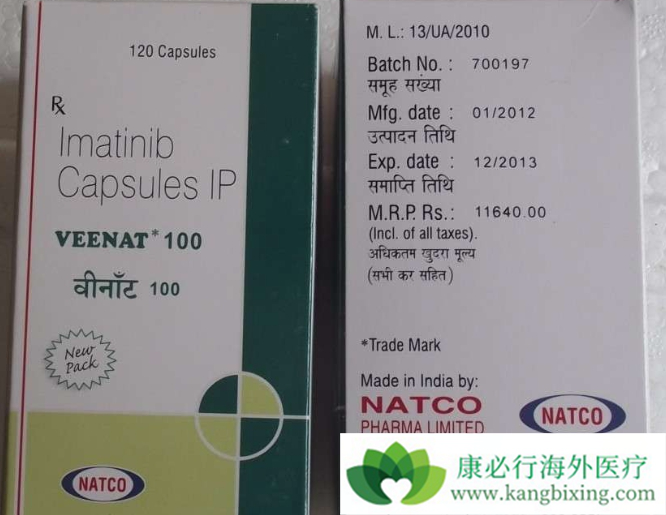 120 Capsules
Rx
Imatinib
Capsules IP
VEENAT* 100
वीनाँट 100
New
Pack
NATCO
M. L.: 13/UA/2010
Batch No. : 700197
समूह सख्या
Mfg. date : 01/2012
उत्पादन तिथि
Exp. date : 12/2013
समाप्ति तिथि
M.R.P. Rs.: 11640.00
(Incl. of all taxes).
अधिकतम खुदरा मूल्य
(सभी कर सहित)
*Trade Mark
Made in India by:
NATCO
PHARMA LIMITED
NATCO
康必行海外医疗
www.kangbixing.com